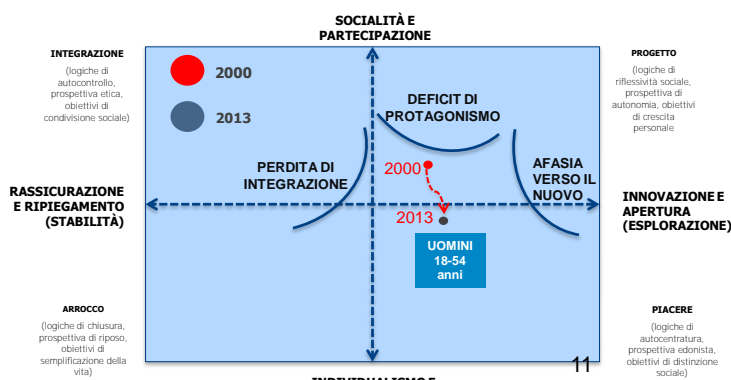 SOCIALITÀ E
PARTECIPAZIONE
INTEGRAZIONE
(logiche di
autocontrollo,
prospettiva etica,
obiettivi di
condivisione sociale)
2000
2013
PROGETTO
(logiche di
riflessività sociale,
prospettiva di
autonomia, obiettivi
di crescita
personale
DEFICIT DI
PROTAGONISMO
PERDITA DI
INTEGRAZIONE
2000
AFASIA
VERSO IL
NUOVO
RASSICURAZIONE
E RIPIEGAMENTO
(STABILITÀ)
INNOVAZIONE E
APERTURA
(ESPLORAZIONE)
2013
UOMINI
18-54
anni
ARROCCO
(logiche di chiusura,
prospettiva di riposo,
obiettivi di
semplificazione della
vita)
PIACERE
(logiche di
autocentratura,
prospettiva edonista,
obiettivi di distinzione
sociale)
11
INDIVIDUALISMO E